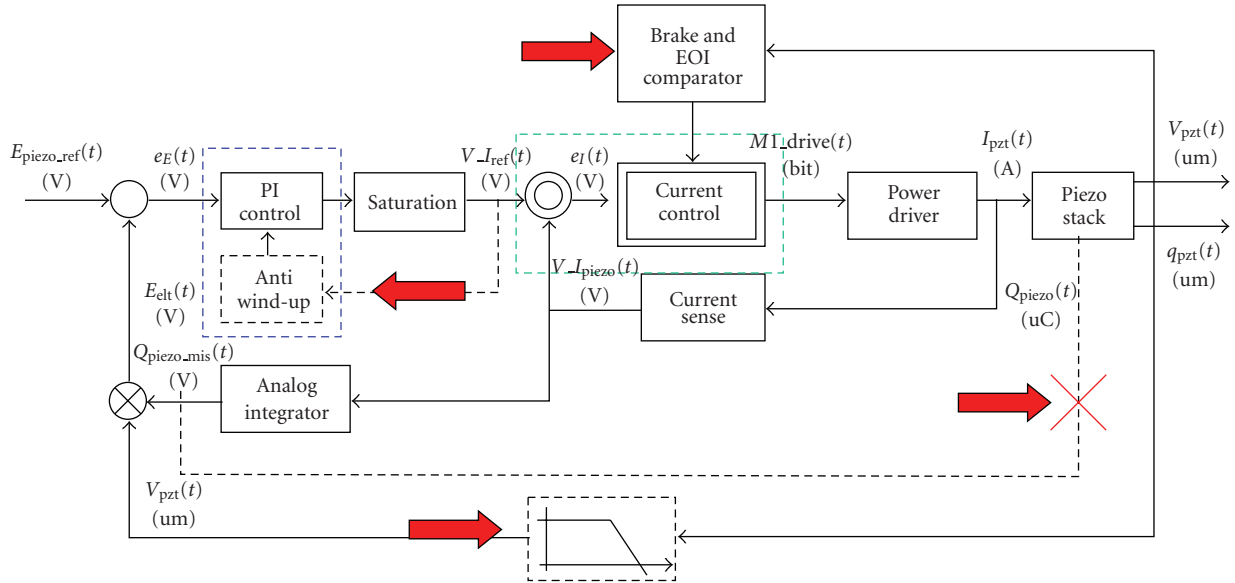 Brake and
EOI
comparator
E_piezo_ref(t)
(V)
e_E(t)
(V)
PI
control
Saturation
V_I_ref(t)
(V)
e_I(t)
(V)
Current
control
M1_drive(t)
(bit)
Power
driver
I_pzt(t)
(A)
Piezo
stack
V_pzt(t)
(um)
q_pzt(t)
(um)
Anti
wind-up
E_elt(t)
(V)
V_I_piezo(t)
(V)
Current
sense
Q_piezo(t)
(uC)
Q_piezo_mis(t)
(V)
Analog
integrator
V_pzt(t)
(um)